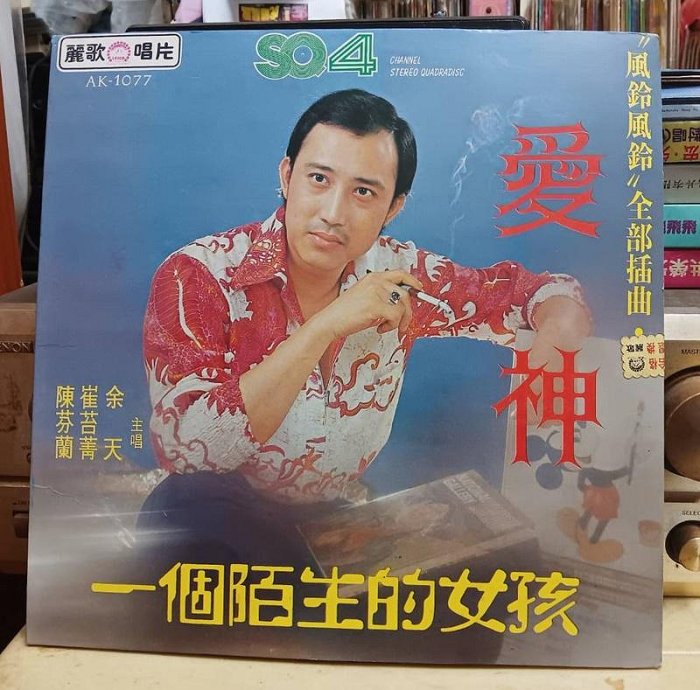 麗歌唱片
AK-1077
SQ4
CHANNEL
STEREO QUADRADISC
"風鈴風鈴"全部插曲·
愛神
余天
崔苔菁
陳芬蘭
主唱
一個陌生的女孩